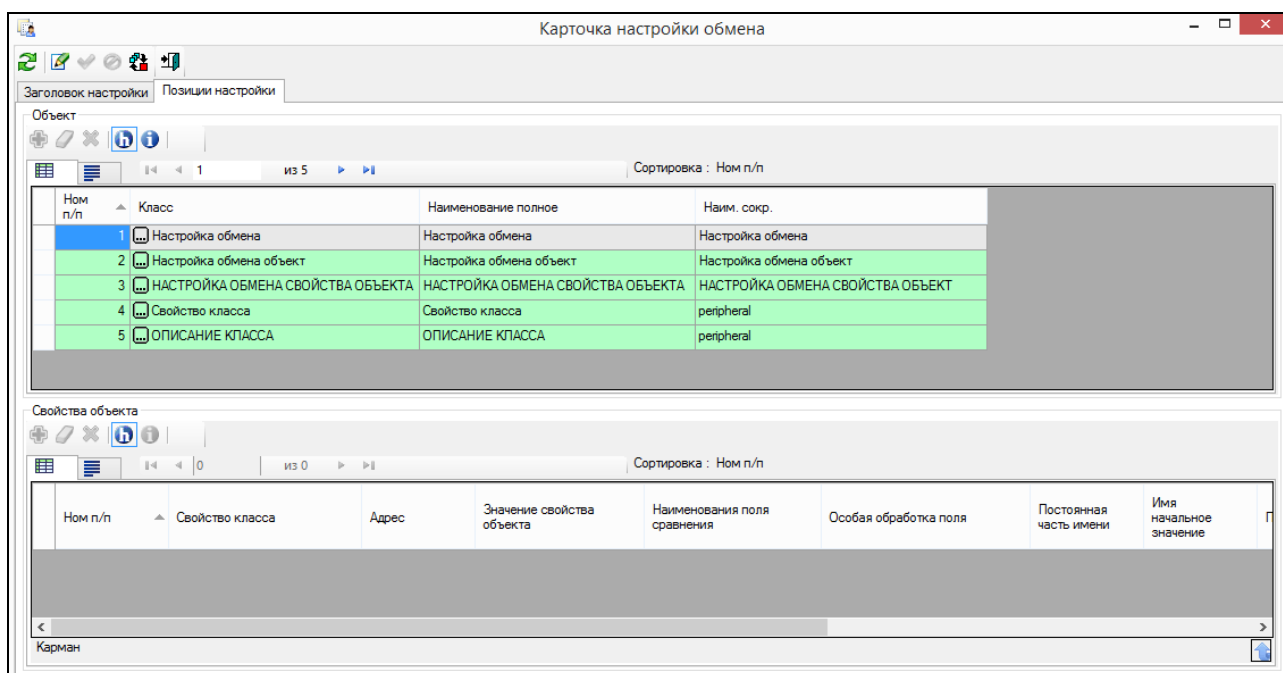 Карточка настройки обмена
Заголовок настройки Позиции настройки
Объект
1 из 5 Сортировка : Ном п/п
Ном п/п Класс Наименование полное Наим. сокр.
1 ... Настройка обмена Настройка обмена Настройка обмена
2 ... Настройка обмена объект Настройка обмена объект Настройка обмена объект
3 ... НАСТРОЙКА ОБМЕНА СВОЙСТВА ОБЪЕКТА НАСТРОЙКА ОБМЕНА СВОЙСТВА ОБЪЕКТА НАСТРОЙКА ОБМЕНА СВОЙСТВА ОБЪЕКТ
4 ... Свойство класса Свойство класса peripheral
5 ... ОПИСАНИЕ КЛАССА ОПИСАНИЕ КЛАССА peripheral
Свойства объекта
0 из 0 Сортировка : Ном п/п
Ном п/п Свойство класса Адрес Значение свойства объекта Наименования поля сравнения Особая обработка поля Постоянная часть имени Имя начальное значение П
Карман